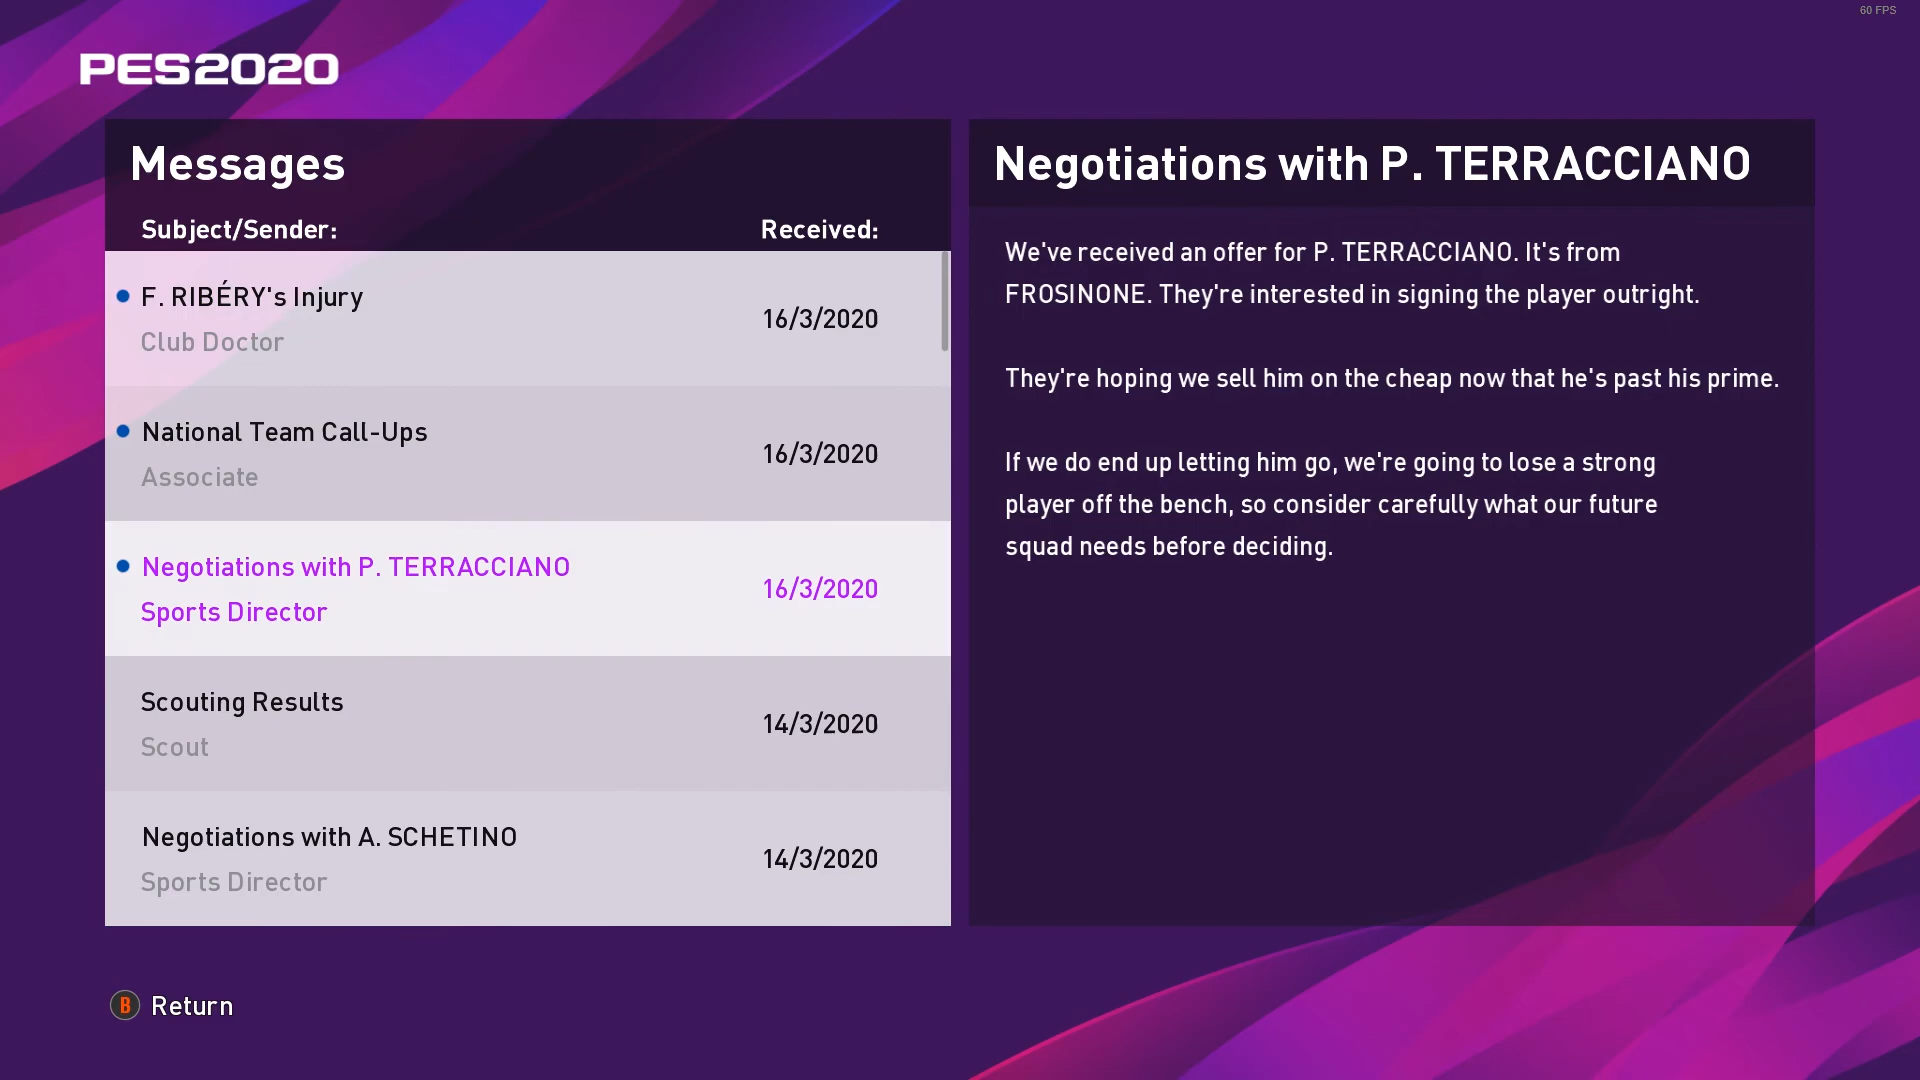 60 FPS
PES2020
Messages
Subject/Sender: Received:
F. RIBÉRY's Injury
Club Doctor
16/3/2020
National Team Call-Ups
Associate
16/3/2020
Negotiations with P. TERRACCIANO
Sports Director
16/3/2020
Scouting Results
Scout
14/3/2020
Negotiations with A. SCHETINO
Sports Director
14/3/2020
Negotiations with P. TERRACCIANO
We've received an offer for P. TERRACCIANO. It's from
FROSINONE. They're interested in signing the player outright.
They're hoping we sell him on the cheap now that he's past his prime.
If we do end up letting him go, we're going to lose a strong
player off the bench, so consider carefully what our future
squad needs before deciding.
B Return